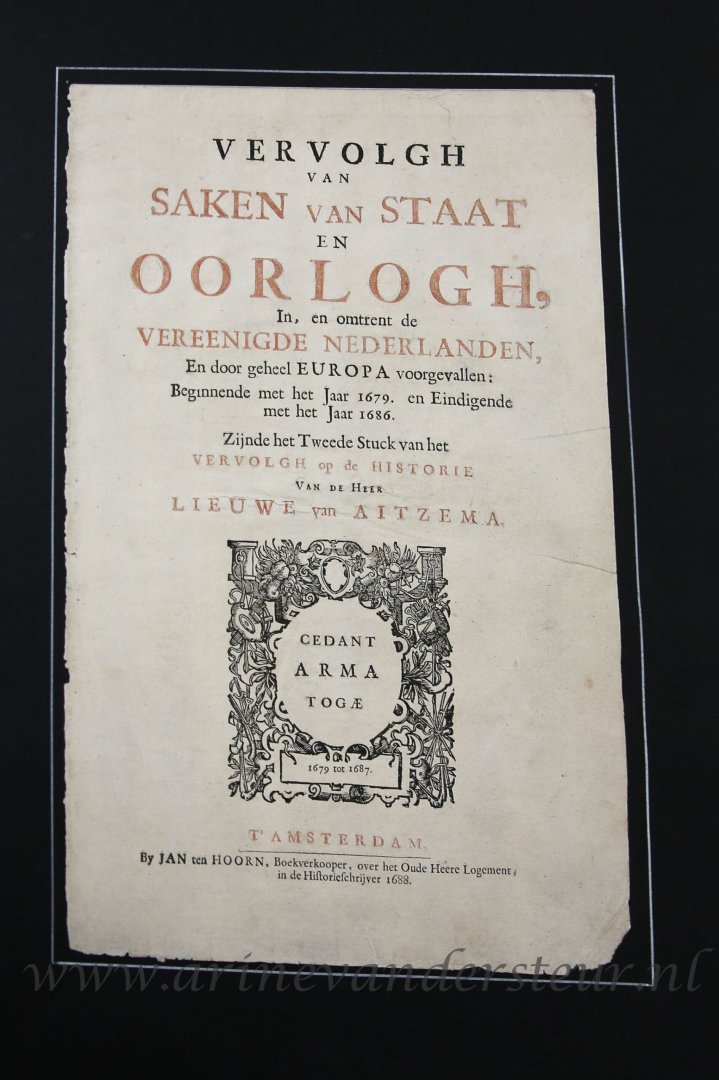 VERVOLGH
VAN
SAKEN VAN STAAT
EN
OORLOGH,
In, en omtrent de
VEREENIGDE NEDERLANDEN,
En door geheel EUROPA voorgevallen:
Beginnende met het Jaar 1679. en Eindigende
met het Jaar 1686.
Zijnde het Tweede Stuck van het
VERVOLGH op de HISTORIE
VAN DE HEER
LIEUWE van AITZEMA.
CEDANT
ARMA
TOGÆ
1679 tot 1687.
T'AMSTERDAM.
By JAN ten HOORN, Boekverkooper, over het Oude Heere Logement,
in de Hiſtorieſchrijver 1688.
www.arinevandersteur.nl